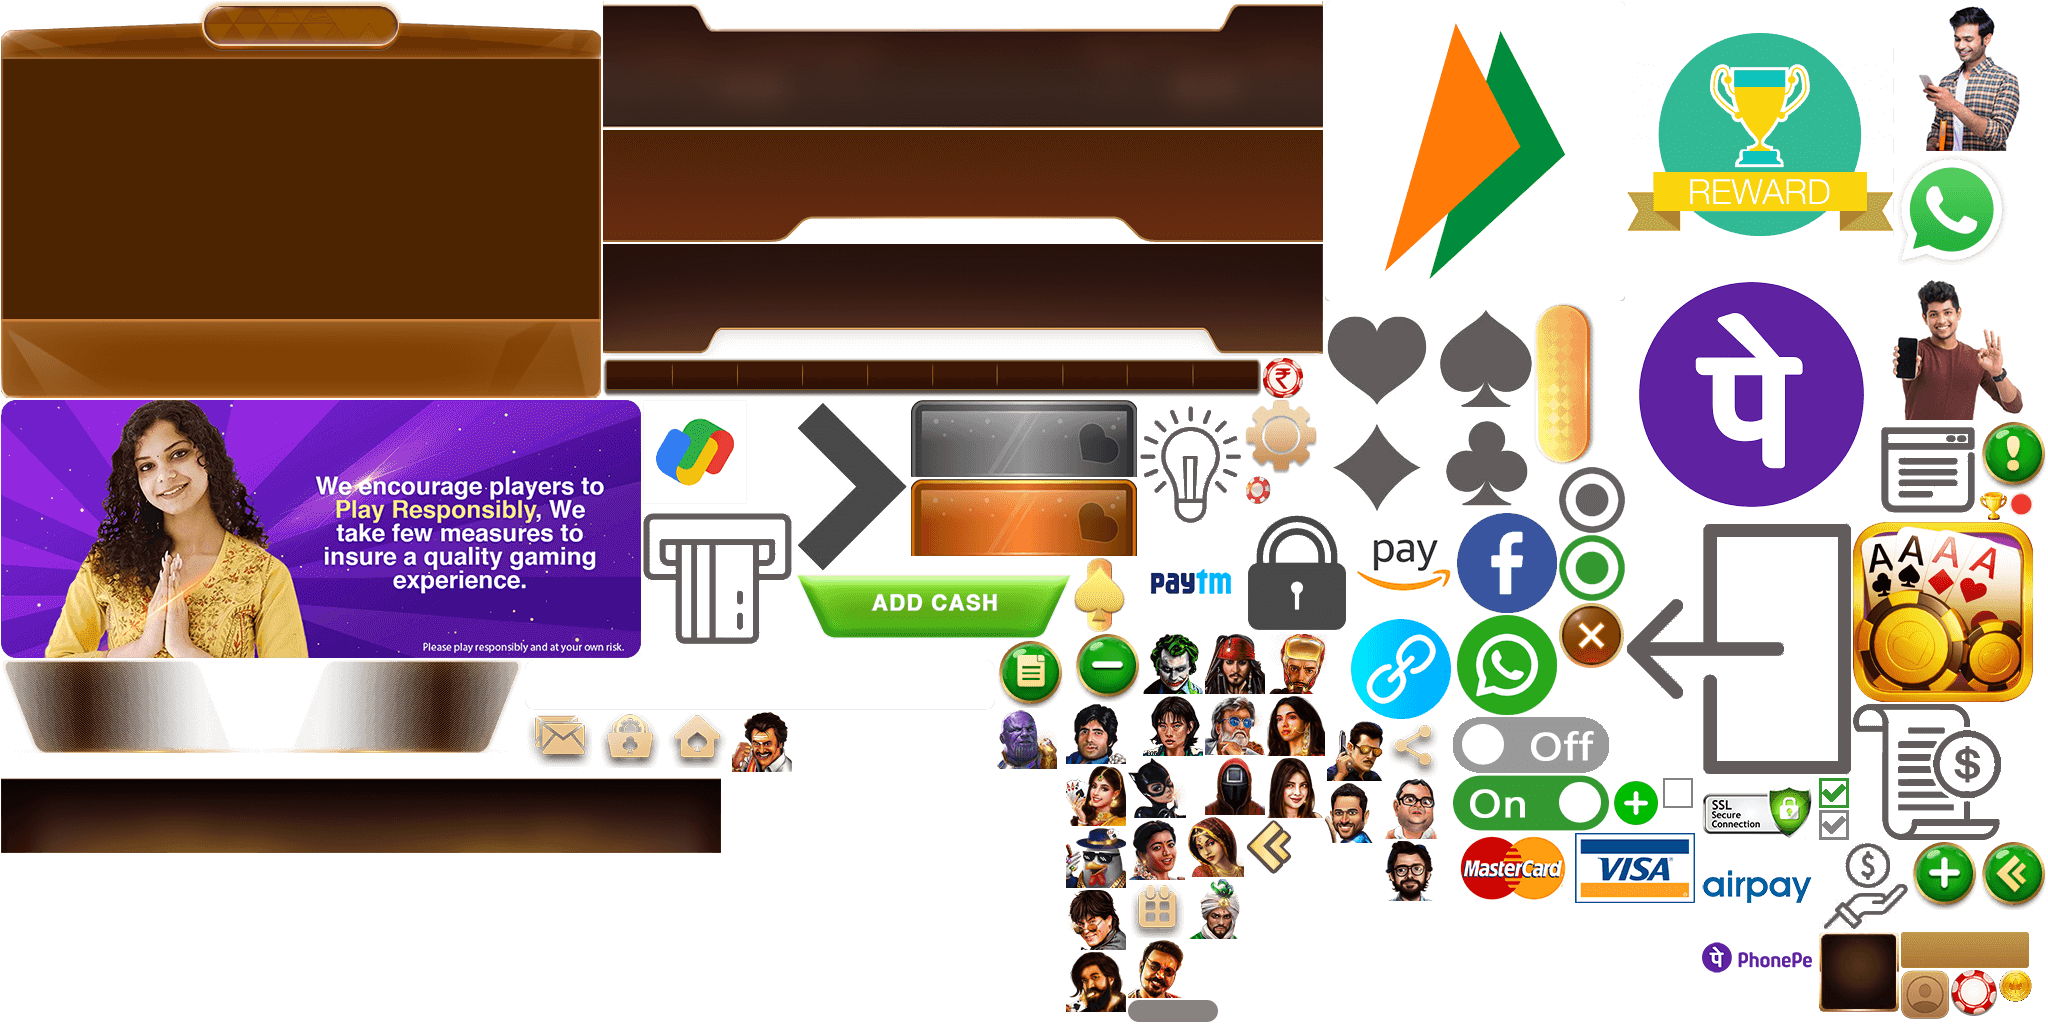 REWARD
We encourage players to
Play Responsibly, We
take few measures to
insure a quality gaming
experience.
Please play responsibly and at your own risk.
पे
ADD CASH
paytm
pay
A A A A
Off
On
SSL
Secure
Connection
MasterCard
VISA
airpay
पे PhonePe